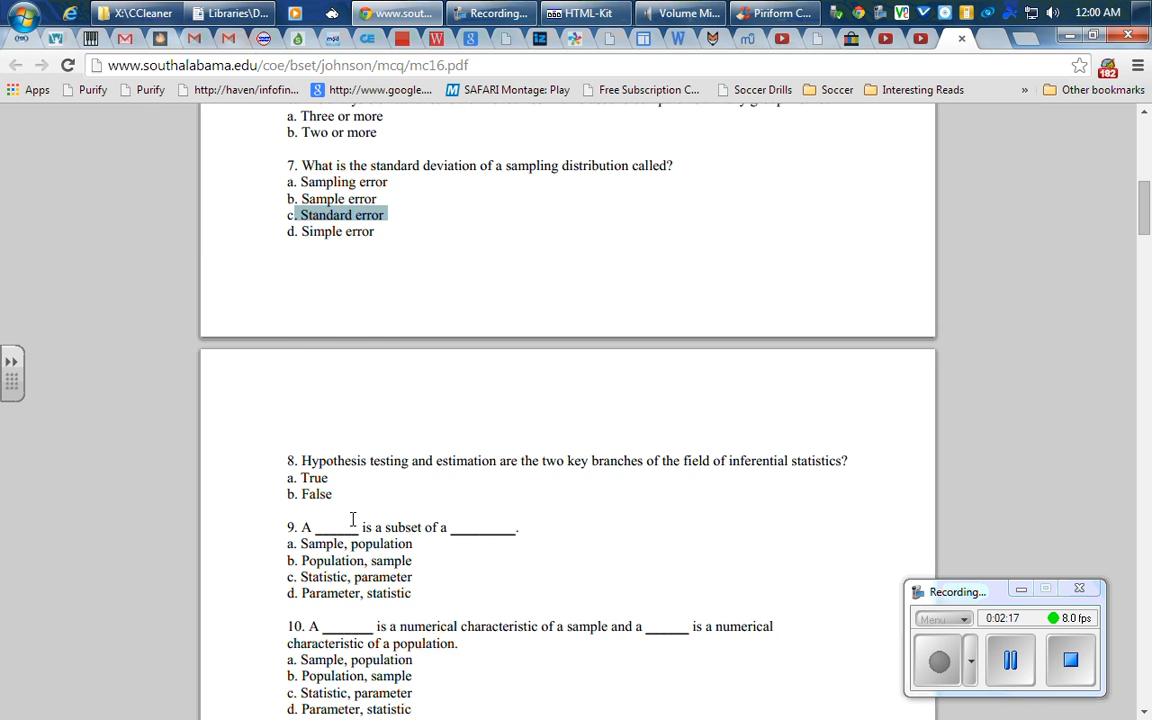 X:\CCleaner
Libraries\D...
www.sout...
Recording...
HTML-Kit
Volume Mi...
Piriform C...
12:00 AM
www.southalabama.edu/coe/bset/johnson/mcq/mc16.pdf
182
Apps
Purify
Purify
http://haven/infofin...
http://www.google....
SAFARI Montage: Play
Free Subscription C...
Soccer Drills
Soccer
Interesting Reads
»
Other bookmarks
a. Three or more
b. Two or more
7. What is the standard deviation of a sampling distribution called?
a. Sampling error
b. Sample error
c. Standard error
d. Simple error
8. Hypothesis testing and estimation are the two key branches of the field of inferential statistics?
a. True
b. False
9. A ______ is a subset of a _________.
a. Sample, population
b. Population, sample
c. Statistic, parameter
d. Parameter, statistic
10. A _______ is a numerical characteristic of a sample and a ______ is a numerical
characteristic of a population.
a. Sample, population
b. Population, sample
c. Statistic, parameter
d. Parameter, statistic
Recording...
Menu
0:02:17
8.0 fps